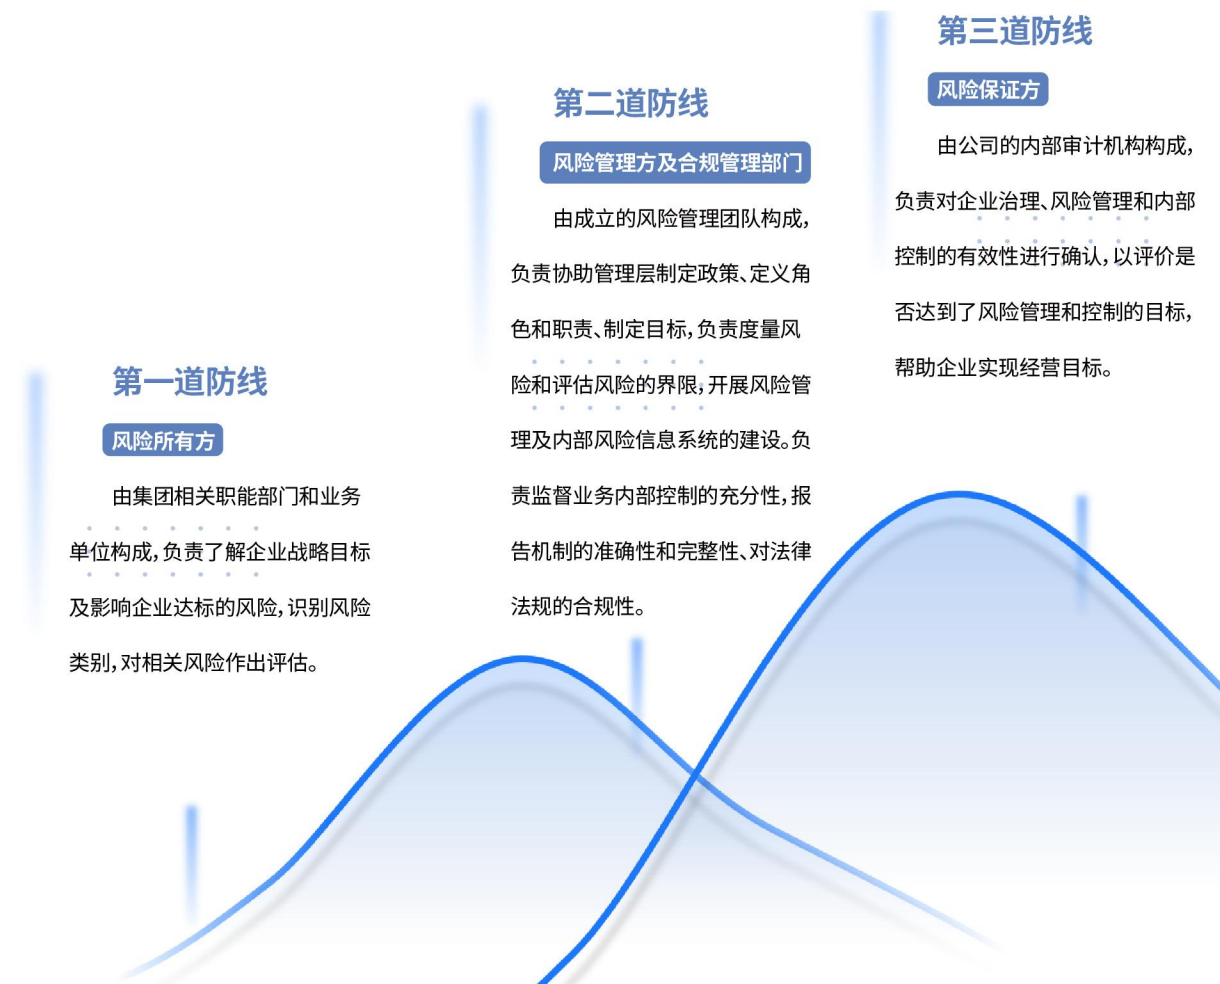 第一道防线
风险所有方
由集团相关职能部门和业务
单位构成，负责了解企业战略目标
及影响企业达标的风险，识别风险
类别，对相关风险作出评估。
第二道防线
风险管理方及合规管理部门
由成立的风险管理团队构成，
负责协助管理层制定政策、定义角
色和职责、制定目标，负责度量风
险和评估风险的界限，开展风险管
理及内部风险信息系统的建设。负
责监督业务内部控制的充分性，报
告机制的准确性和完整性、对法律
法规的合规性。
第三道防线
风险保证方
由公司的内部审计机构构成，
负责对企业治理、风险管理和内部
控制的有效性进行确认，以评价是
否达到了风险管理和控制的目标，
帮助企业实现经营目标。